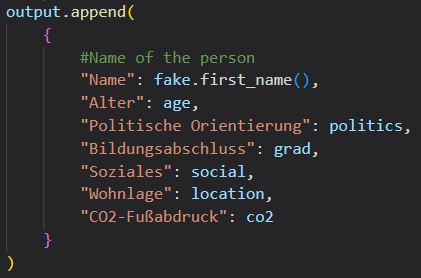 output.append(
{
#Name of the person
"Name": fake.first_name(),
"Alter": age,
"Politische Orientierung": politics,
"Bildungsabschluss": grad,
"Soziales": social,
"Wohnlage": location,
"CO2-Fußabdruck": co2
}
)